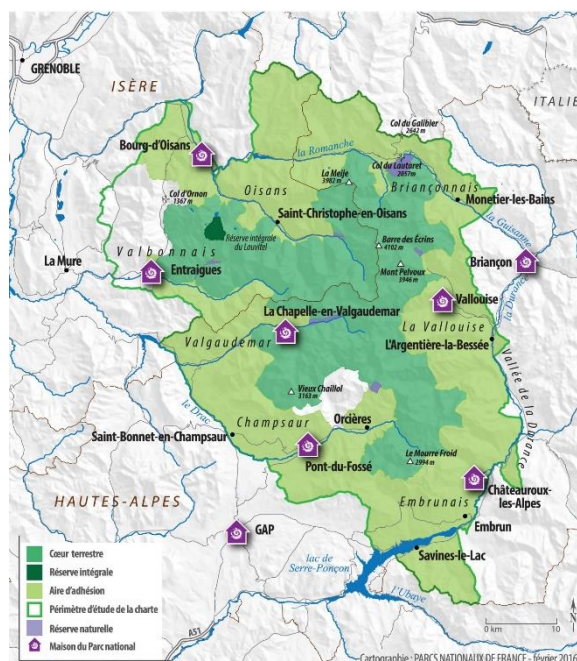 GRENOBLE
ISÈRE
ITALIE
Col du Galibier
2642 m
Bourg-d'Oisans
la Romanche
La Meije
3982 m
Col du Lautaret
2057m
Oisans
Briançonnais
Col d'Ornon
1367 m
Monetier-les-Bains
Saint-Christophe-en-Oisans
la Guisanne
Réserve intégrale
du Lauvitel
Valbonnais
Barre des Écrins
4102 m
La Mure
Briançon
Entraigues
Mont Pelvoux
3946 m
la Durance
Vallouise
La Chapelle-en-Valgaudemar
La Vallouise
Valgaudemar
L'Argentière-la-Bessée
Vallée de la Durance
Vieux Chaillol
3163 m
le Drac
Champsaur
Orcières
Saint-Bonnet-en-Champsaur
Pont-du-Fossé
Le Mourre Froid
2994 m
HAUTES-ALPES
Châteauroux-
les-Alpes
Embrunais
GAP
Embrun
Savines-le-Lac
lac de
Serre-Ponçon
l'Ubaye
A51
Cœur terrestre
Réserve intégrale
Aire d'adhésion
Périmètre d'étude de la charte
Réserve naturelle
Maison du Parc national
N
0 km
10
Cartographie : PARCS NATIONAUX DE FRANCE - février 2016